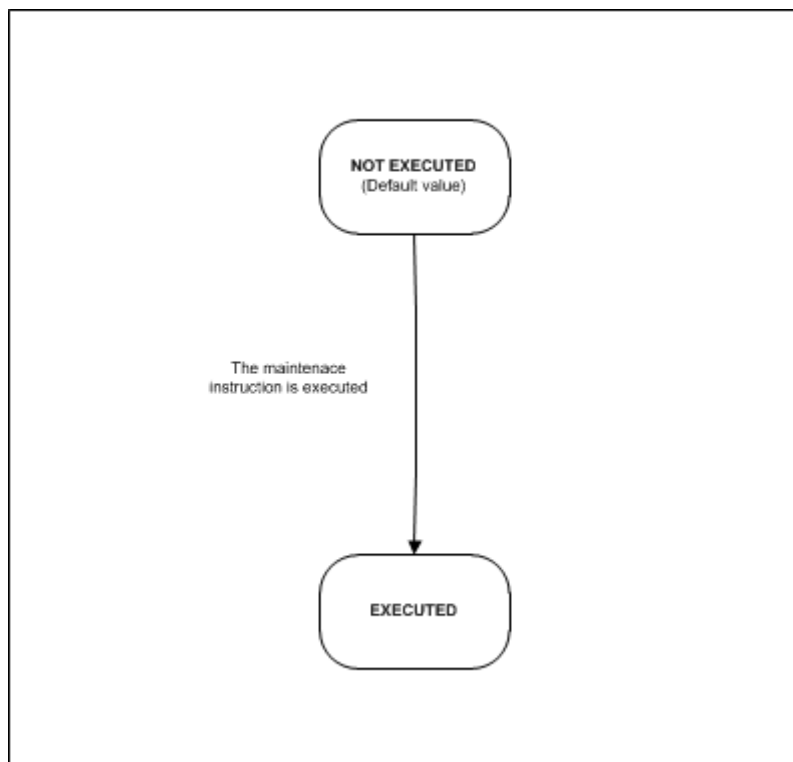 NOT EXECUTED
(Default value)
The maintenace
instruction is executed
EXECUTED